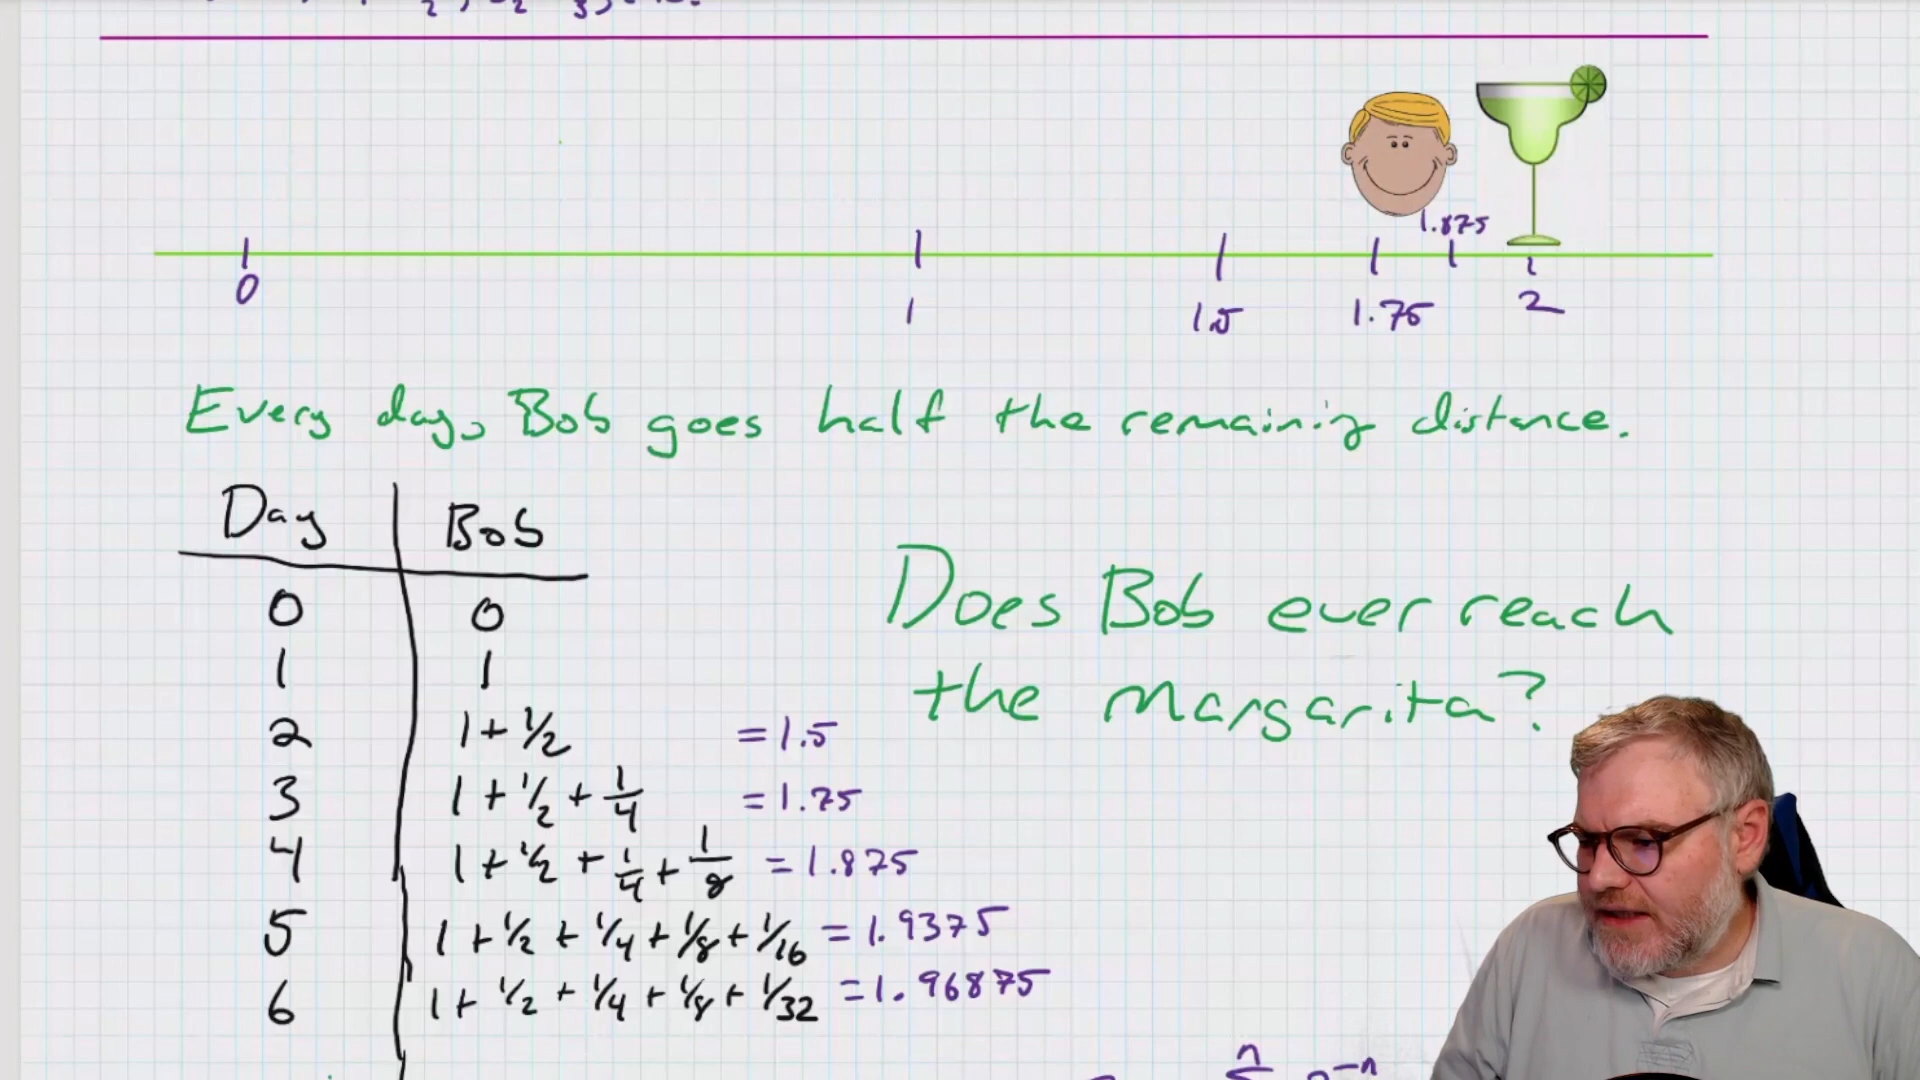 1.875
0
1
1.5
1.75
2
Every day, Bob goes half the remaining distance.
Day Bob
0 0
1 1
2 1 + 1/2 = 1.5
3 1 + 1/2 + 1/4 = 1.75
4 1 + 1/2 + 1/4 + 1/8 = 1.875
5 1 + 1/2 + 1/4 + 1/8 + 1/16 = 1.9375
6 1 + 1/2 + 1/4 + 1/8 + 1/32 = 1.96875
Does Bob ever reach
the Margarita?
n